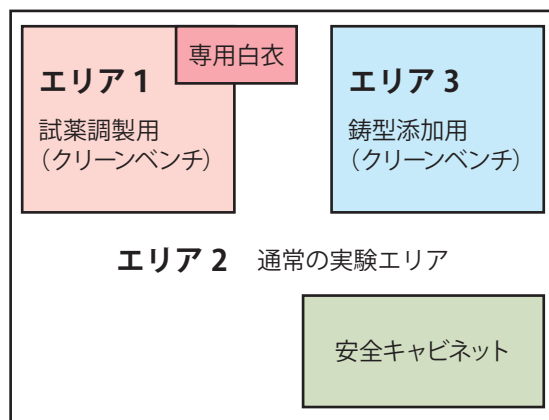 専用白衣
エリア 1
試薬調製用
（クリーンベンチ）
エリア 3
鋳型添加用
（クリーンベンチ）
エリア 2 通常の実験エリア
安全キャビネット